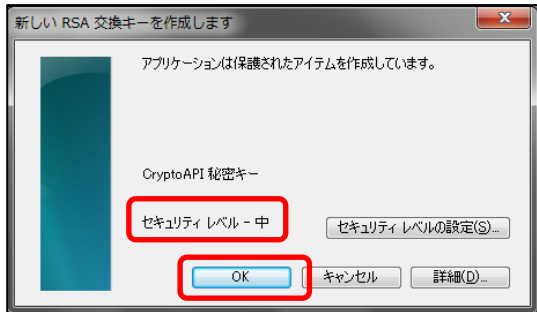 新しい RSA 交換キーを作成します
アプリケーションは保護されたアイテムを作成しています。
CryptoAPI 秘密キー
セキュリティ レベル - 中
セキュリティ レベルの設定(S)...
OK
キャンセル
詳細(D)...